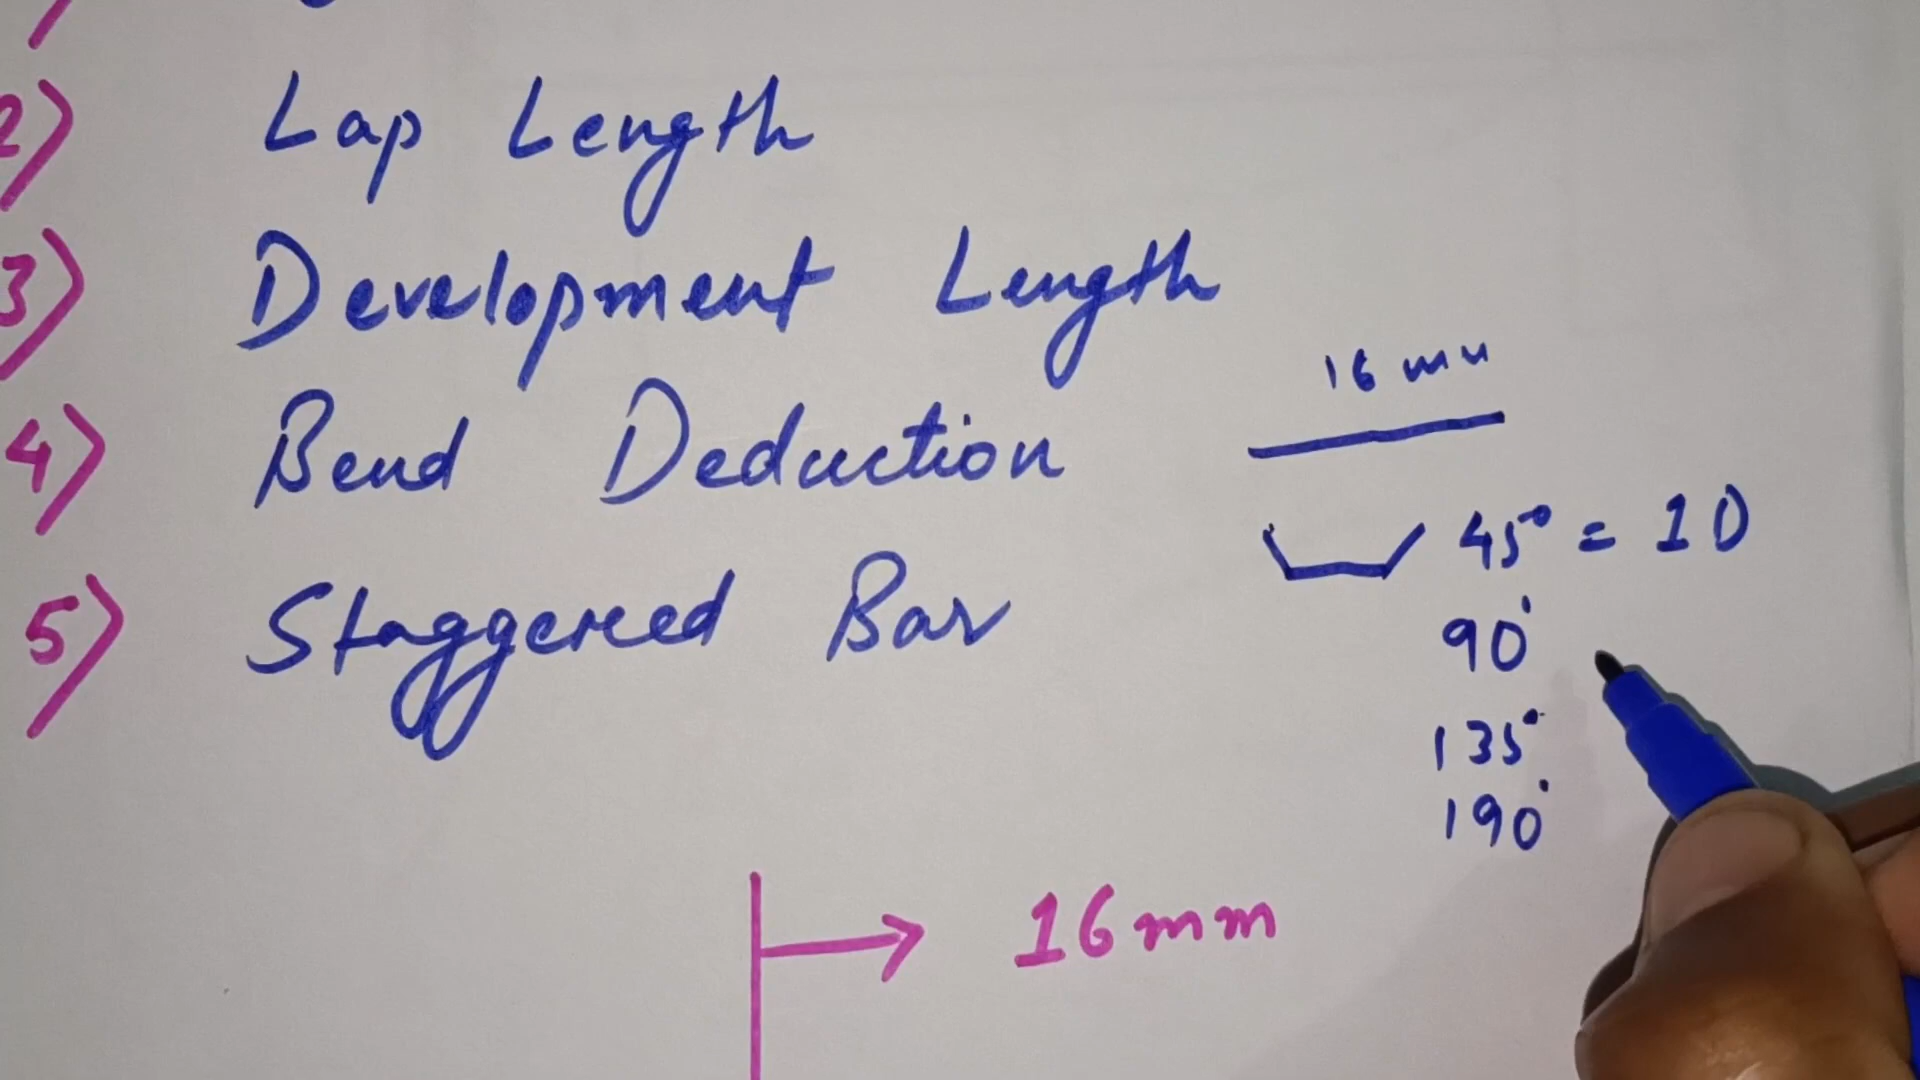 2) Lap Length
3) Development Length
16 mm
4) Bend Deduction
45° = 1D
5) Staggered Bar
90°
135°
190°
16mm